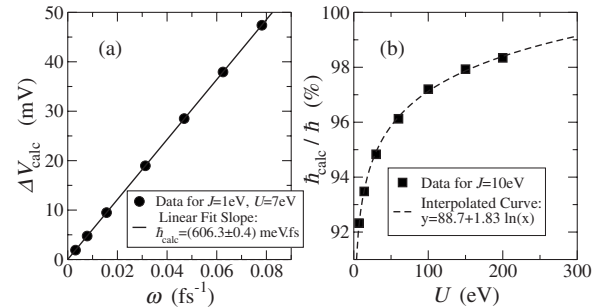 50
40
30
20
10
0
ΔV_calc (mV)
(a)
Data for J=1eV, U=7eV
Linear Fit Slope:
ħ_calc=(606.3±0.4) meV.fs
0 0.02 0.04 0.06 0.08
ω (fs⁻¹)
98
96
94
92
ħ_calc / ħ (%)
(b)
Data for J=10eV
Interpolated Curve:
y=88.7+1.83 ln(x)
0 100 200 300
U (eV)